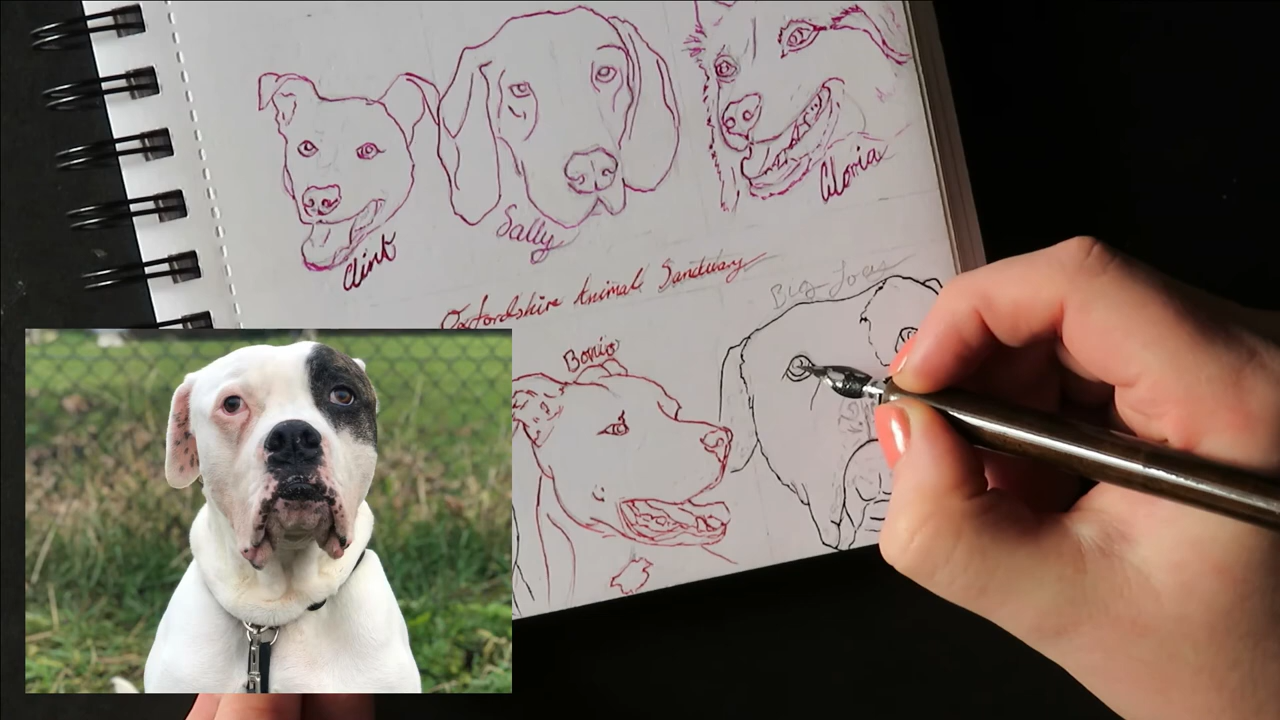 Clint
Sally
Gloria
Oxfordshire Animal Sanctuary
Bonio
Big Joe